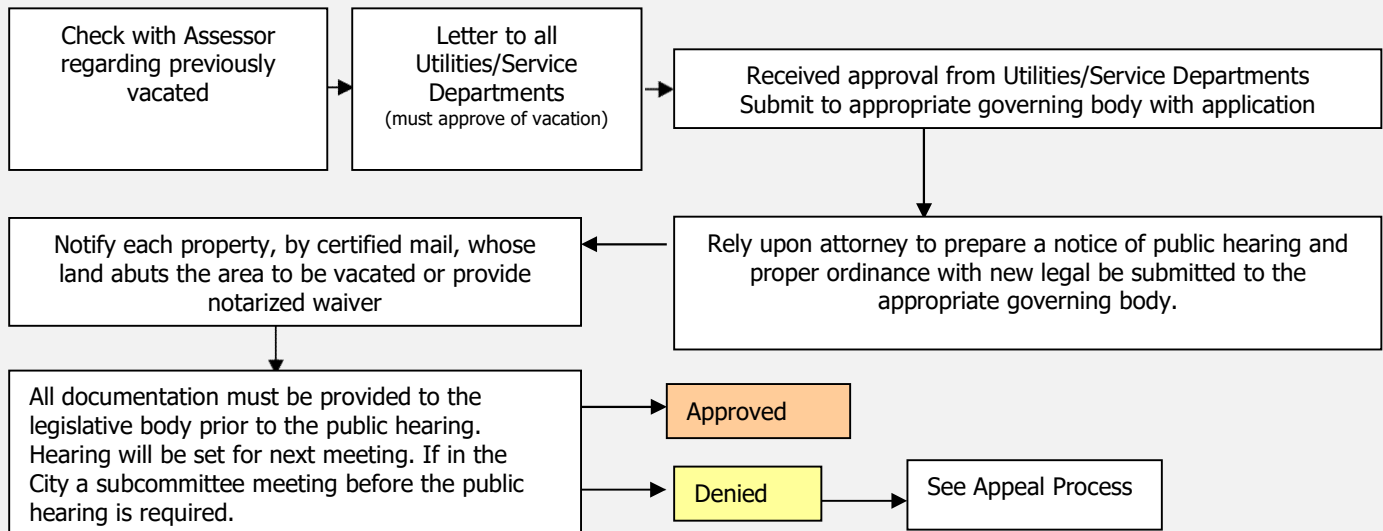 Check with Assessor
regarding previously
vacated
Letter to all
Utilities/Service
Departments
(must approve of vacation)
Received approval from Utilities/Service Departments
Submit to appropriate governing body with application
Rely upon attorney to prepare a notice of public hearing and
proper ordinance with new legal be submitted to the
appropriate governing body.
Notify each property, by certified mail, whose
land abuts the area to be vacated or provide
notarized waiver
All documentation must be provided to the
legislative body prior to the public hearing.
Hearing will be set for next meeting. If in the
City a subcommittee meeting before the public
hearing is required.
Approved
Denied
See Appeal Process